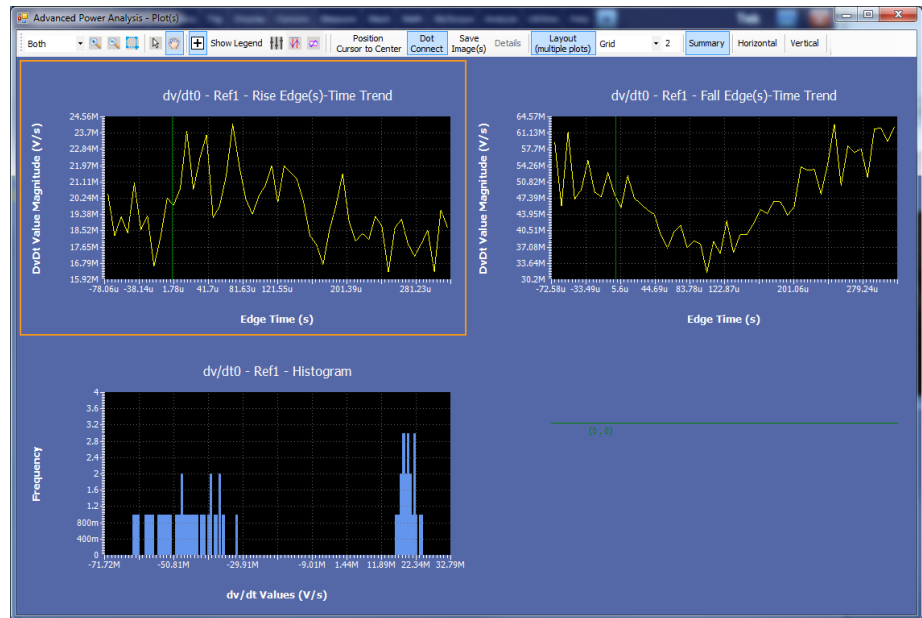 Advanced Power Analysis - Plot(s)
Tek
Both Show Legend Position Cursor to Center Dot Connect Save Image(s) Details Layout (multiple plots) Grid 2 Summary Horizontal Vertical
dv/dt0 - Ref1 - Rise Edge(s)-Time Trend
DvDt Value Magnitude (V/s)
24.56M
23.7M
22.84M
21.97M
21.11M
20.24M
19.38M
18.52M
17.65M
16.79M
15.92M
-78.06u -38.14u 1.78u 41.7u 81.63u 121.55u 201.39u 281.23u
Edge Time (s)
dv/dt0 - Ref1 - Fall Edge(s)-Time Trend
DvDt Value Magnitude (V/s)
64.57M
61.13M
57.7M
54.26M
50.82M
47.39M
43.95M
40.51M
37.08M
33.64M
30.2M
-72.58u -33.49u 5.6u 44.69u 83.78u 122.87u 201.06u 279.24u
Edge Time (s)
dv/dt0 - Ref1 - Histogram
Frequency
4
3.6
3.2
2.8
2.4
2
1.6
1.2
800m
400m
0
-71.72M -50.81M -29.91M -9.01M 1.44M 11.89M 22.34M 32.79M
dv/dt Values (V/s)
(0,0)